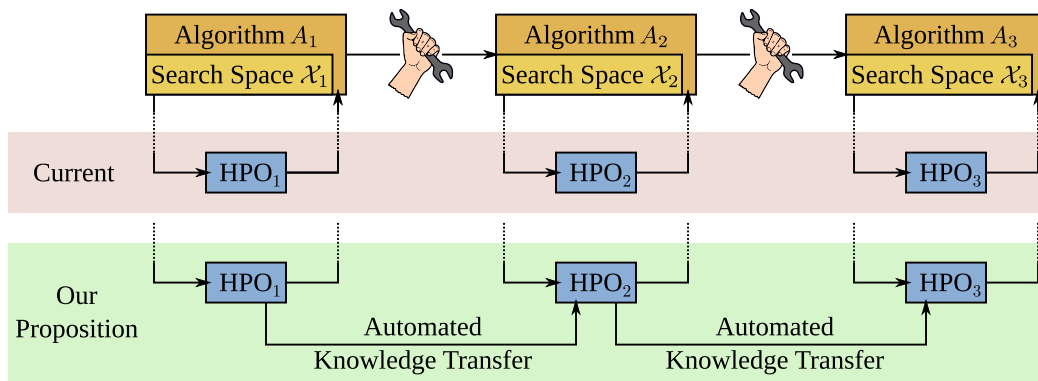 Algorithm A₁
Search Space 𝒳₁
Algorithm A₂
Search Space 𝒳₂
Algorithm A₃
Search Space 𝒳₃
Current
HPO₁
HPO₂
HPO₃
Our
Proposition
HPO₁
HPO₂
HPO₃
Automated
Knowledge Transfer
Automated
Knowledge Transfer